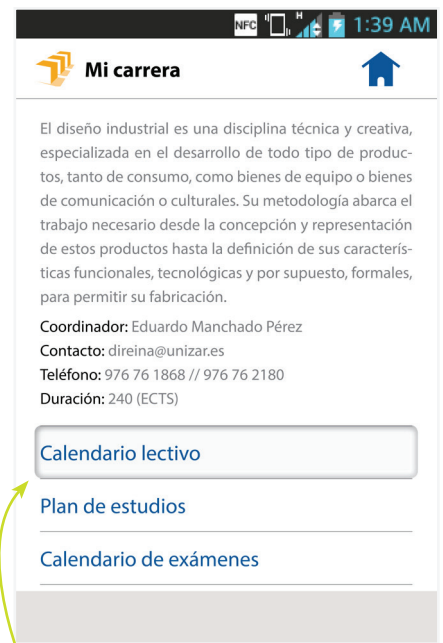 NFC H 1:39 AM
Mi carrera
El diseño industrial es una disciplina técnica y creativa,
especializada en el desarrollo de todo tipo de produc-
tos, tanto de consumo, como bienes de equipo o bienes
de comunicación o culturales. Su metodología abarca el
trabajo necesario desde la concepción y representación
de estos productos hasta la definición de sus caracterís-
ticas funcionales, tecnológicas y por supuesto, formales,
para permitir su fabricación.
Coordinador: Eduardo Manchado Pérez
Contacto: direina@unizar.es
Teléfono: 976 76 1868 // 976 76 2180
Duración: 240 (ECTS)
Calendario lectivo
Plan de estudios
Calendario de exámenes